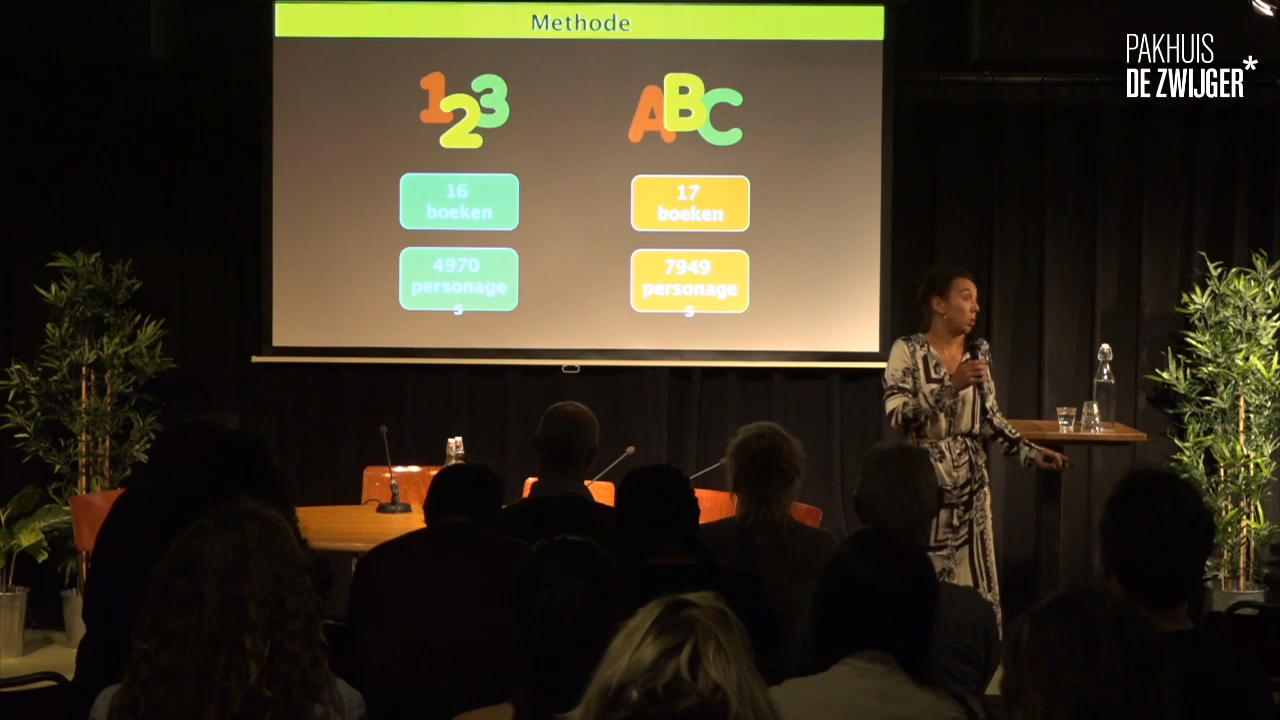 Methode
123
ABC
16
boeken
17
boeken
4970
personage
s
7949
personage
s
PAKHUIS
DE ZWIJGER*